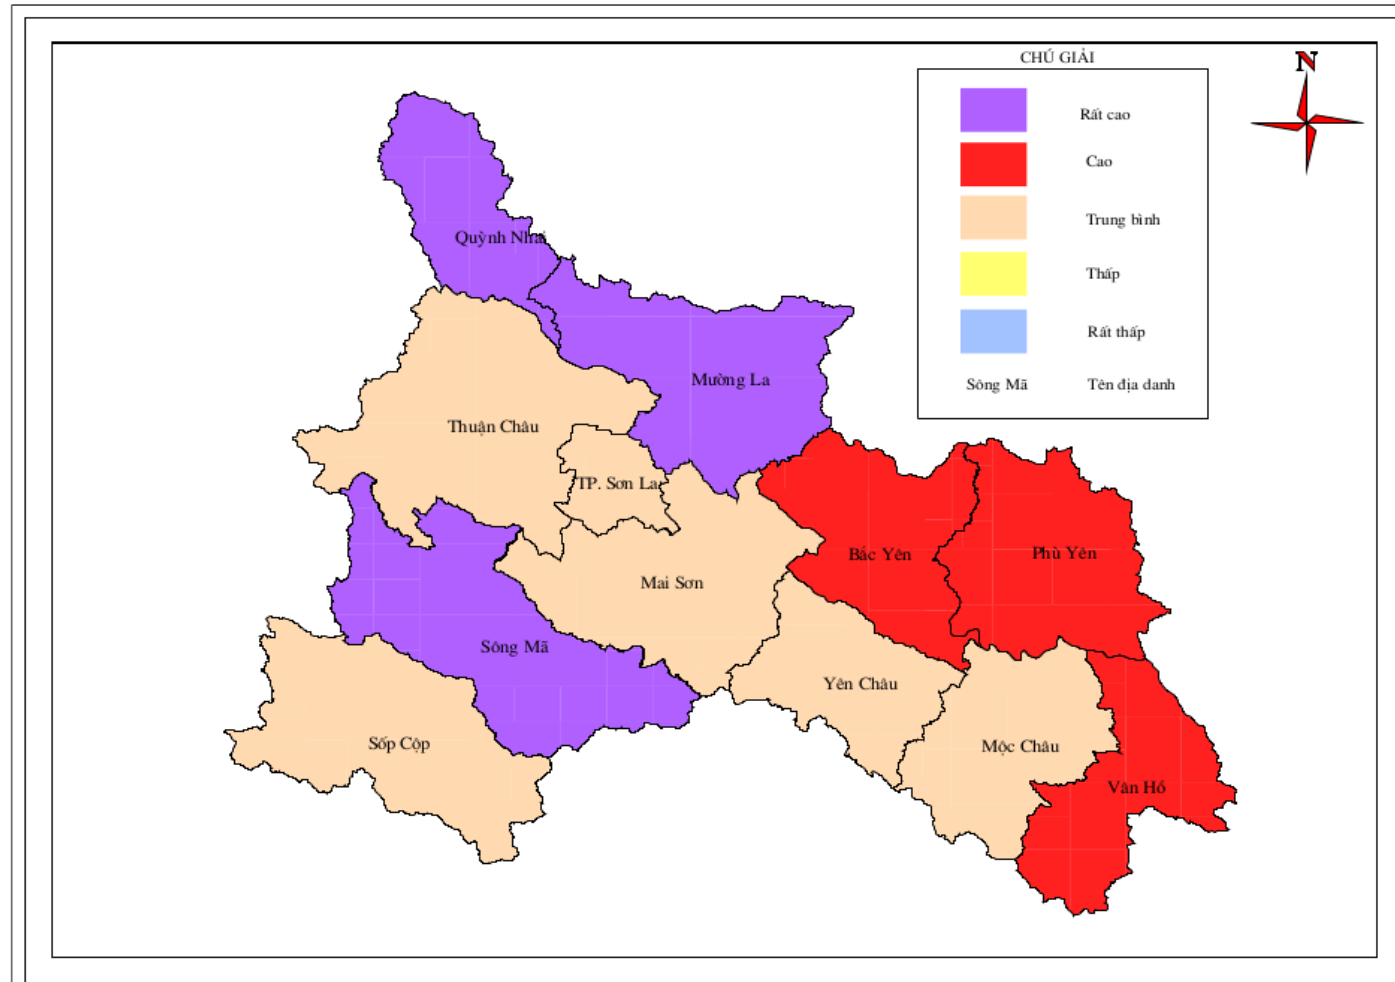 CHÚ GIẢI
N
Rất cao
Cao
Trung bình
Thấp
Rất thấp
Sông Mã Tên địa danh
Quỳnh Nhai
Mường La
Thuận Châu
TP. Sơn La
Bắc Yên
Phù Yên
Mai Sơn
Sông Mã
Yên Châu
Sốp Cộp
Mộc Châu
Vân Hồ